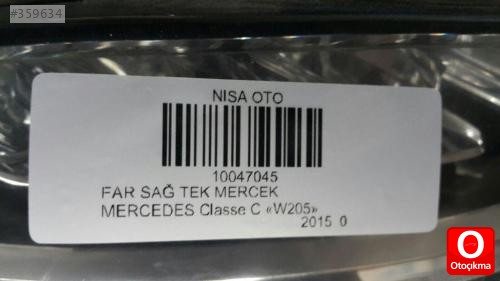 #359634
NISA OTO
10047045
FAR SAĞ TEK MERCEK
MERCEDES Classe C «W205»
2015 0
O
Otoçıkma